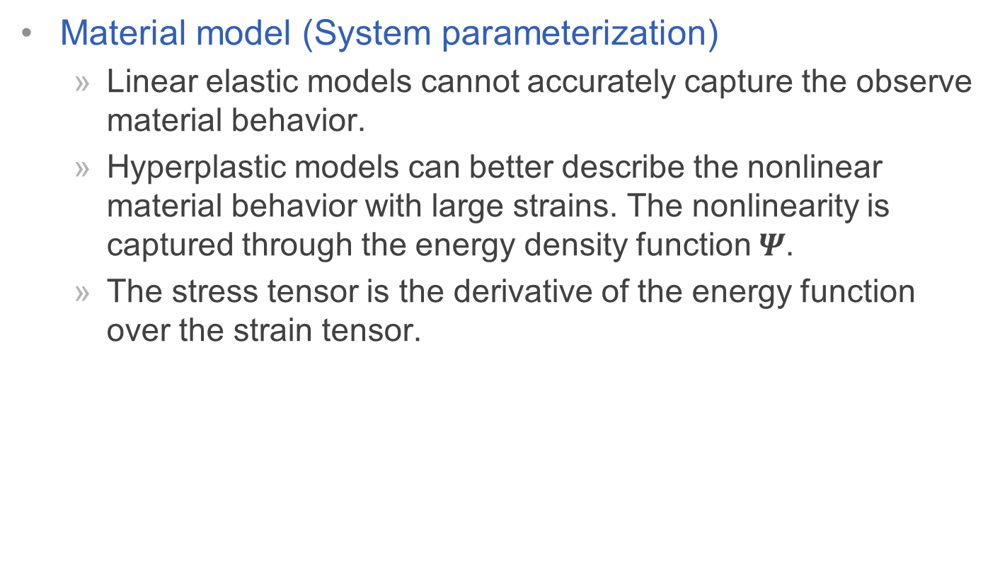 • Material model (System parameterization)
» Linear elastic models cannot accurately capture the observe
material behavior.
» Hyperplastic models can better describe the nonlinear
material behavior with large strains. The nonlinearity is
captured through the energy density function 𝜳.
» The stress tensor is the derivative of the energy function
over the strain tensor.